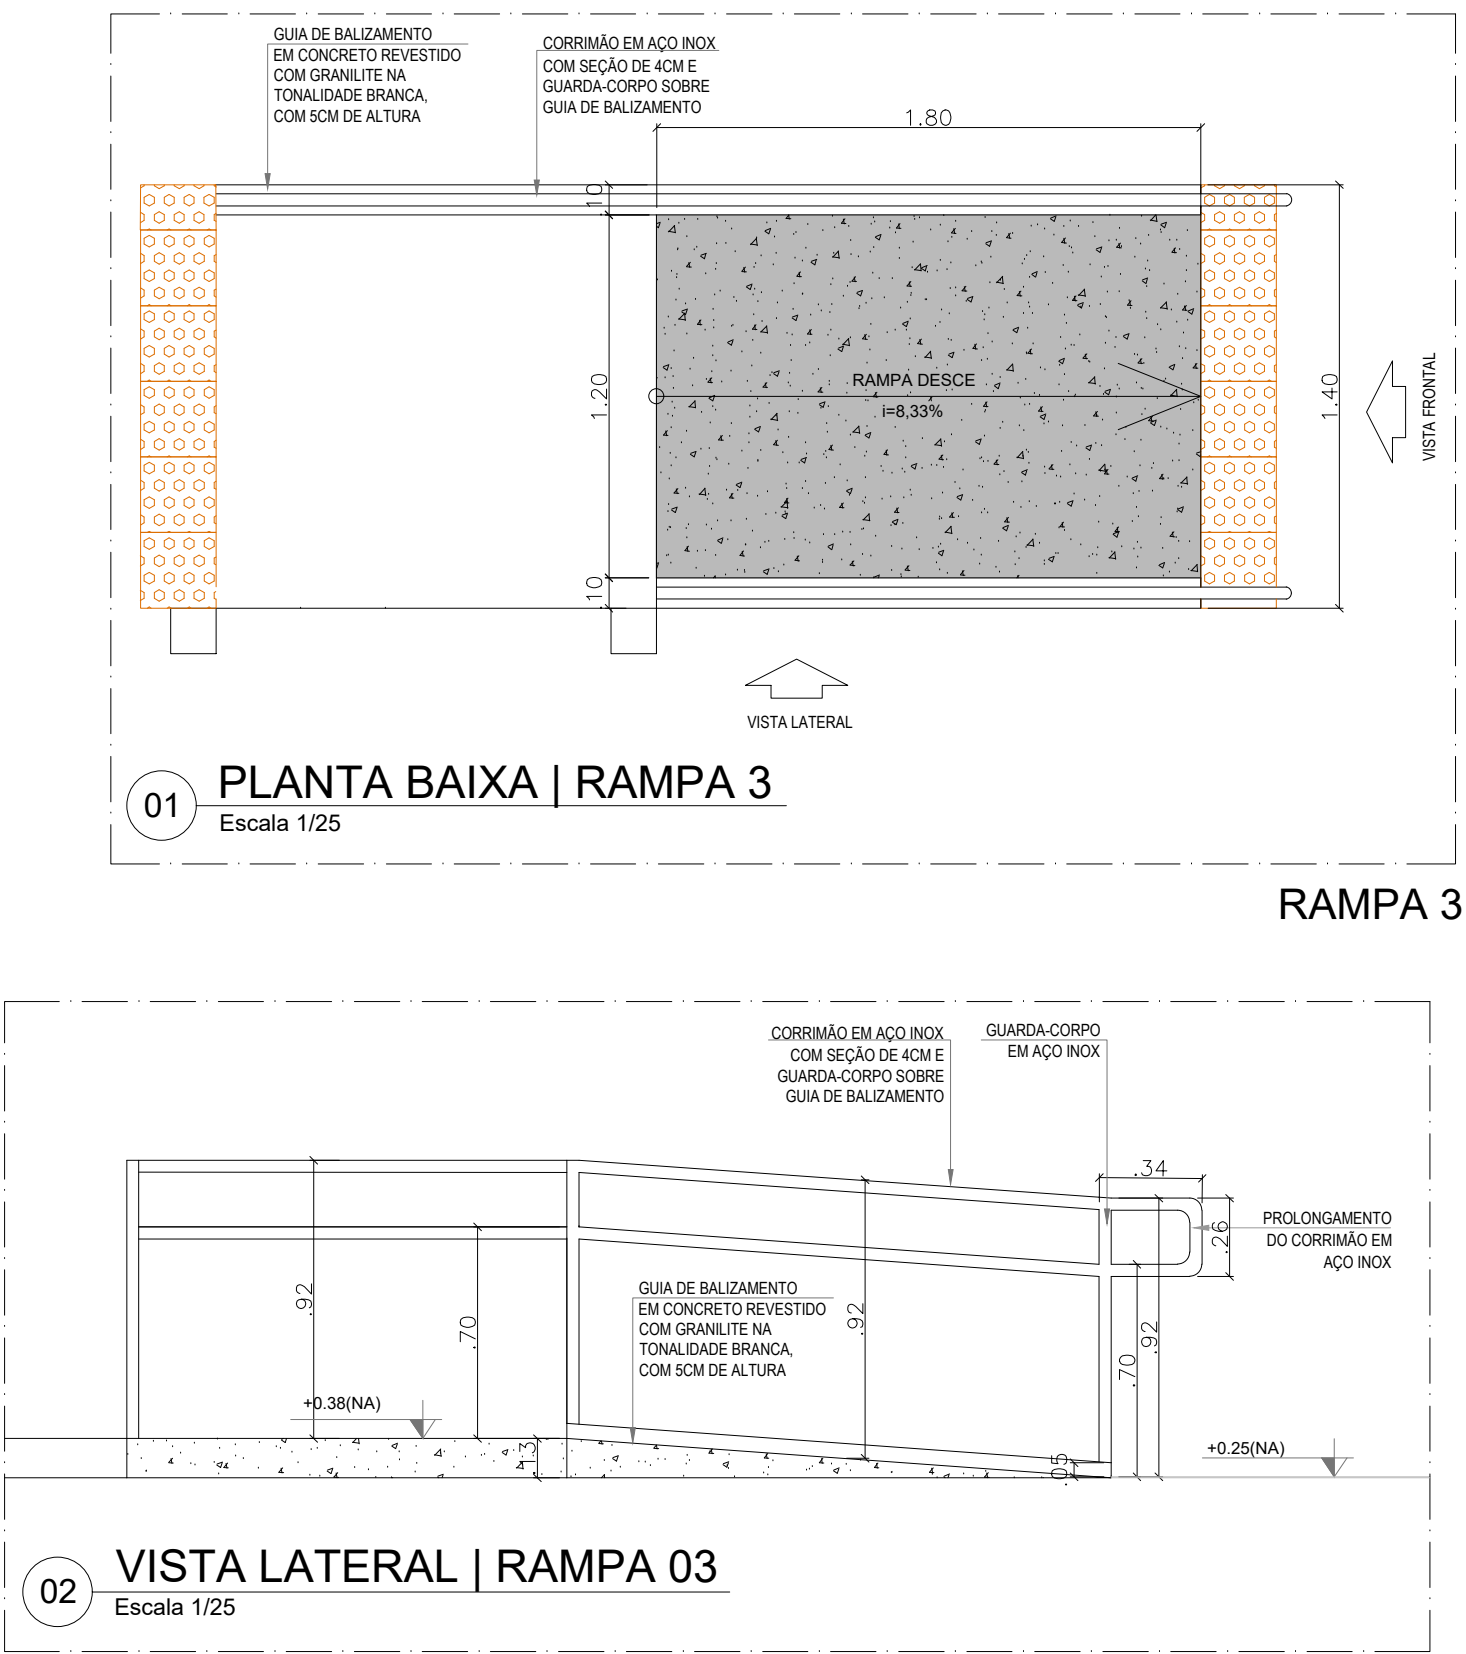 GUIA DE BALIZAMENTO
EM CONCRETO REVESTIDO
COM GRANILITE NA
TONALIDADE BRANCA,
COM 5CM DE ALTURA
CORRIMÃO EM AÇO INOX
COM SEÇÃO DE 4CM E
GUARDA-CORPO SOBRE
GUIA DE BALIZAMENTO
1.80
.10
1.20
.10
RAMPA DESCE
i=8,33%
1.40
VISTA FRONTAL
VISTA LATERAL
01
PLANTA BAIXA | RAMPA 3
Escala 1/25
RAMPA 3
CORRIMÃO EM AÇO INOX
COM SEÇÃO DE 4CM E
GUARDA-CORPO SOBRE
GUIA DE BALIZAMENTO
GUARDA-CORPO
EM AÇO INOX
.34
.26
PROLONGAMENTO
DO CORRIMÃO EM
AÇO INOX
.92
.70
GUIA DE BALIZAMENTO
EM CONCRETO REVESTIDO
COM GRANILITE NA
TONALIDADE BRANCA,
COM 5CM DE ALTURA
.92
.70
.92
+0.38(NA)
.13
.05
+0.25(NA)
02
VISTA LATERAL | RAMPA 03
Escala 1/25